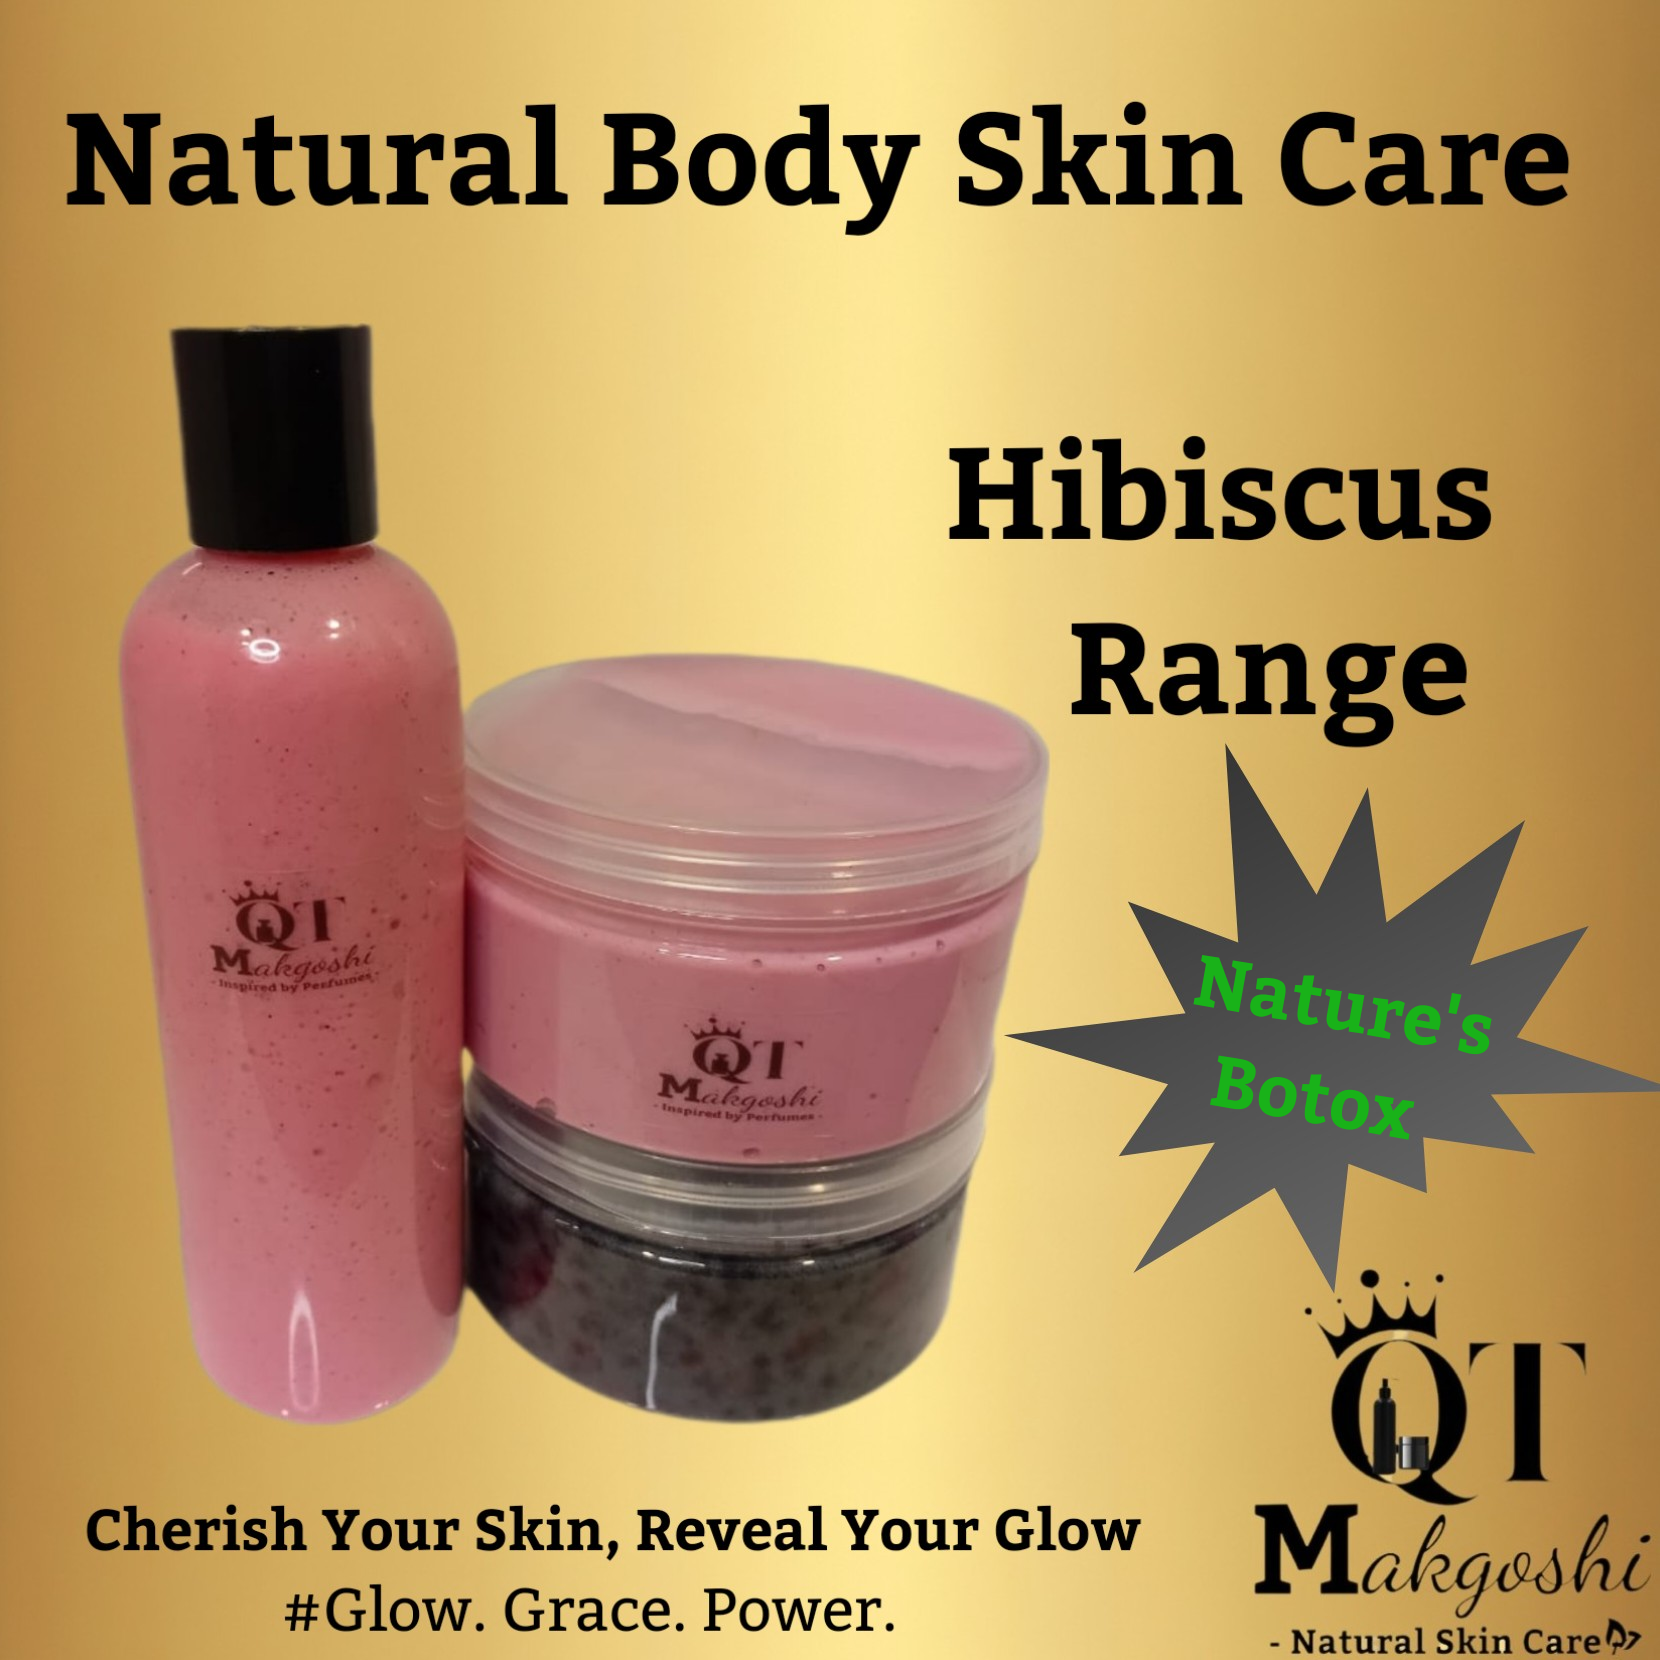 Natural Body Skin Care
Hibiscus
Range
Nature's
Botox
QT
Makgoshi
- Inspired by Perfumes -
QT
Makgoshi
- Inspired by Perfumes -
Cherish Your Skin, Reveal Your Glow
#Glow. Grace. Power.
QT
Makgoshi
- Natural Skin Care